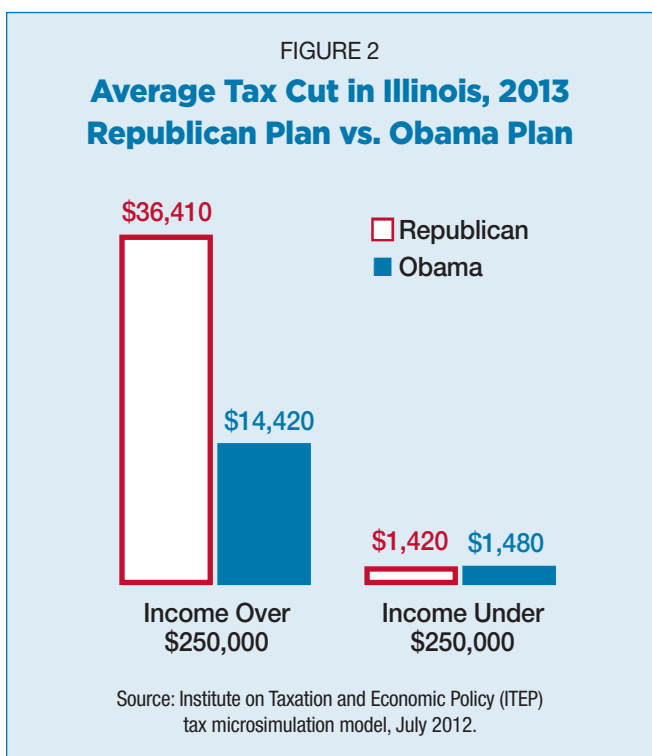 FIGURE 2
Average Tax Cut in Illinois, 2013
Republican Plan vs. Obama Plan
$36,410
Republican
Obama
$14,420
$1,420 $1,480
Income Over
$250,000
Income Under
$250,000
Source: Institute on Taxation and Economic Policy (ITEP)
tax microsimulation model, July 2012.